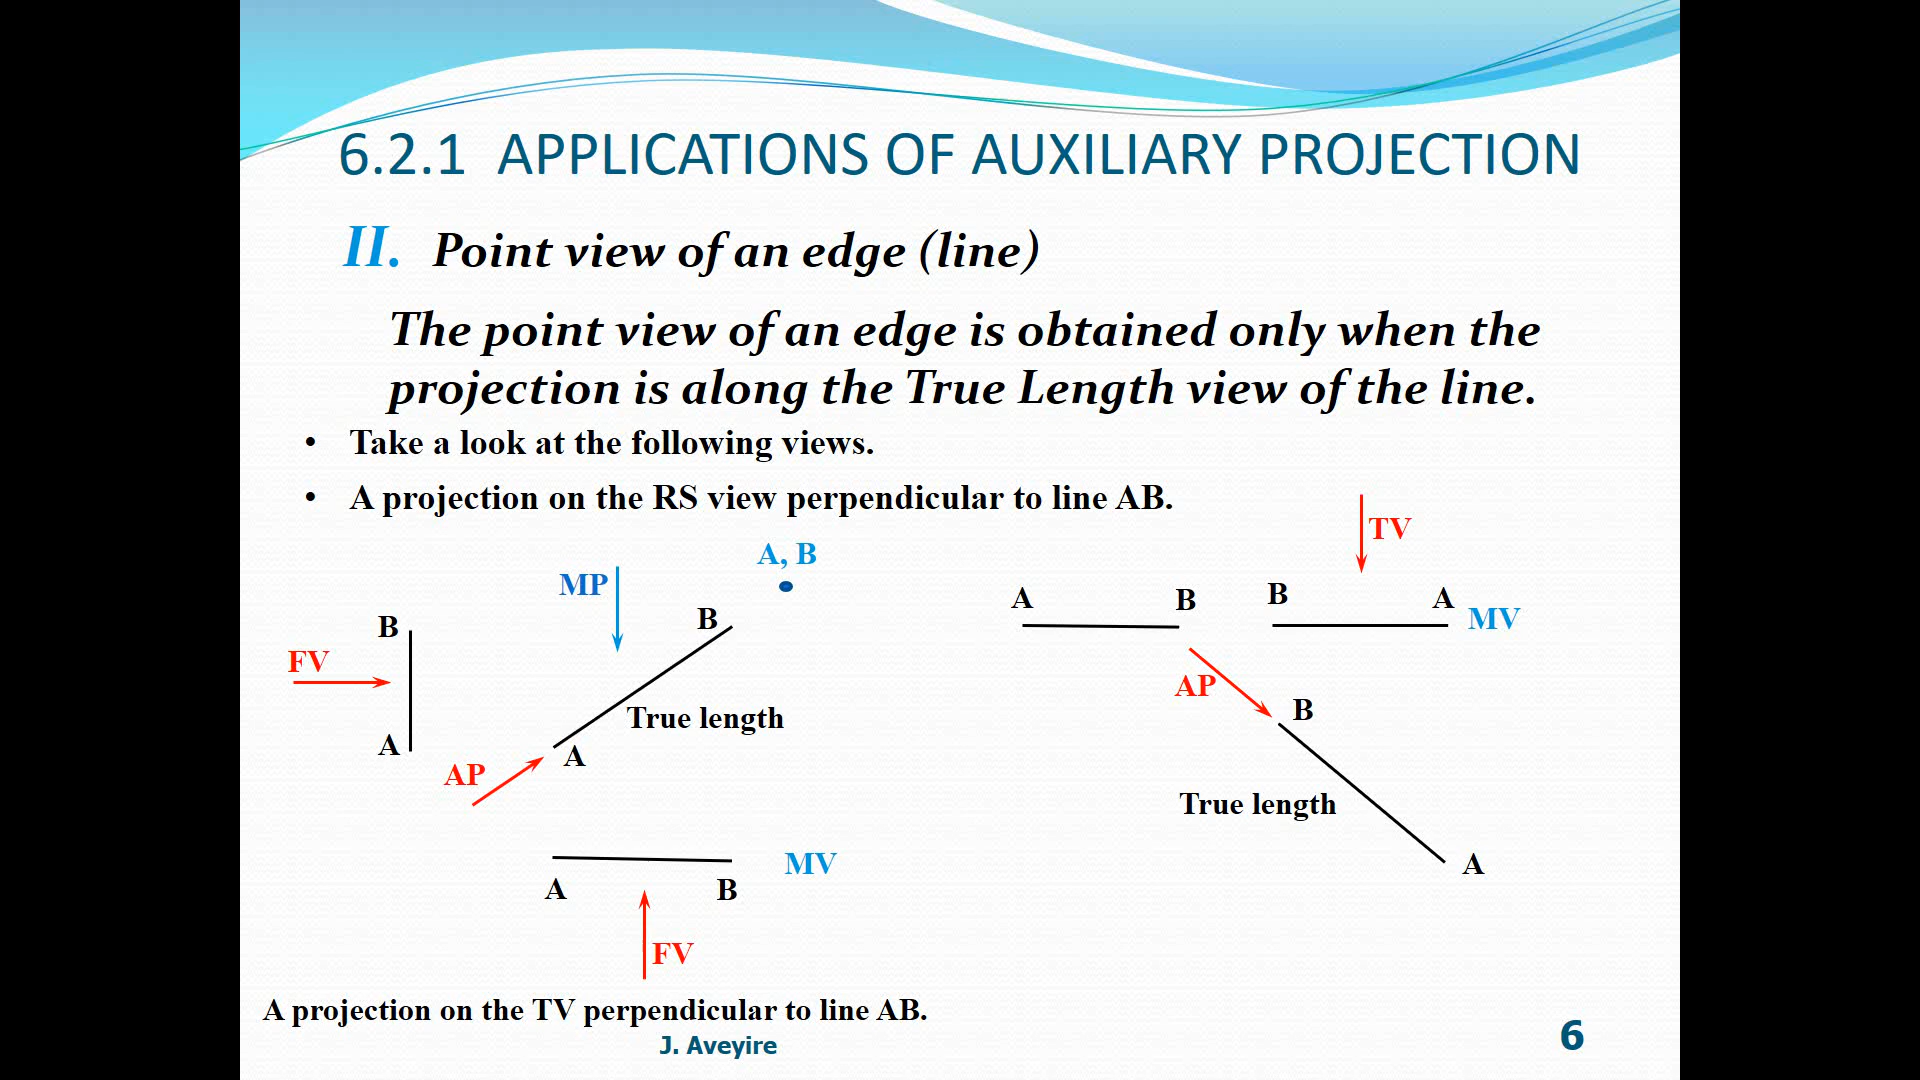 6.2.1 APPLICATIONS OF AUXILIARY PROJECTION
II. Point view of an edge (line)
The point view of an edge is obtained only when the
projection is along the True Length view of the line.
• Take a look at the following views.
• A projection on the RS view perpendicular to line AB.
TV
A, B
MP
A
B
B
A
MV
B
B
FV
AP
B
True length
A
A
AP
True length
A
MV
A
B
FV
A projection on the TV perpendicular to line AB.
J. Aveyire
6